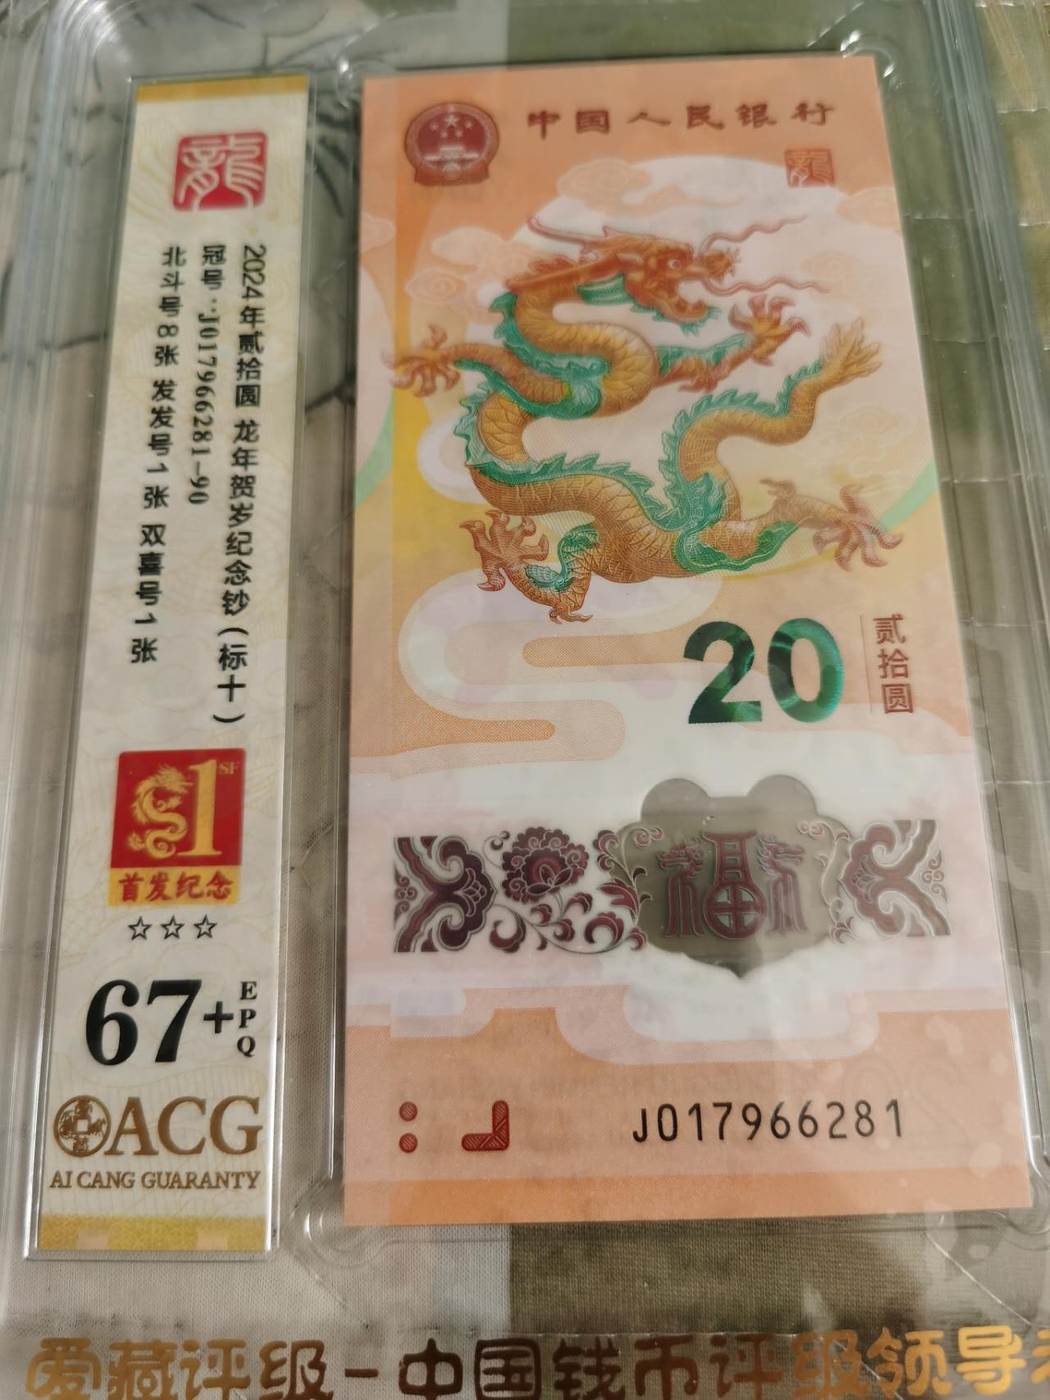 龍
2024年贰拾圆 龙年贺岁纪念钞(标十)
冠号:J017966281-90
北斗号8张 发发号1张 双喜号1张
1SF
首发纪念
☆☆☆
67+EPQ
ACG
AI CANG GUARANTY
中国人民银行
龍
20
贰拾圆
福
J017966281
爱藏评级-中国钱币评级领导